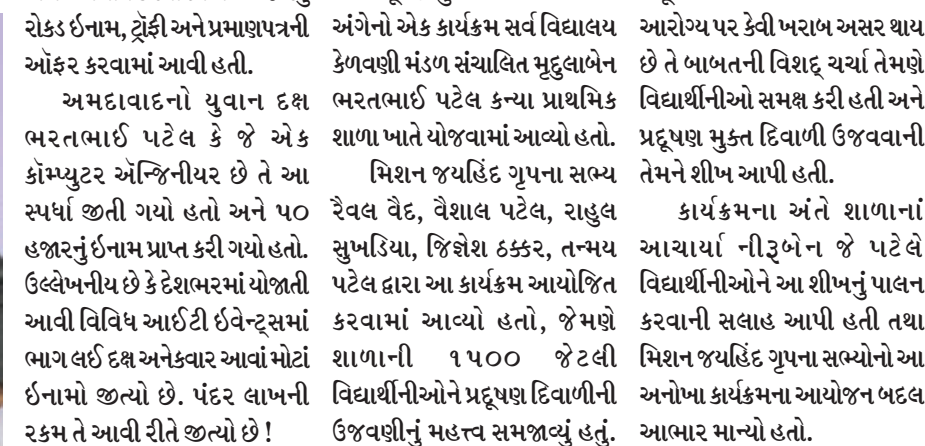 રોકડ ઇનામ, ટ્રૉફી અને પ્રમાણપત્રની
ઑફર કરવામાં આવી હતી.
અમદાવાદનો યુવાન દક્ષ
ભરતભાઈ પટેલ કે જે એક
કૉમ્પ્યુટર ઍન્જિનીયર છે તે આ
સ્પર્ધા જીતી ગયો હતો અને ૫૦
હજારનું ઇનામ પ્રાપ્ત કરી ગયો હતો.
ઉલ્લેખનીય છે કે દેશભરમાં યોજાતી
આવી વિવિધ આઈટી ઇવેન્ટ્સમાં
ભાગ લઈ દક્ષ અનેકવાર આવાં મોટાં
ઇનામો જીત્યો છે. પંદર લાખની
રકમ તે આવી રીતે જીત્યો છે !
અંગેનો એક કાર્યક્રમ સર્વ વિદ્યાલય
કેળવણી મંડળ સંચાલિત મૃદુલાબેન
ભરતભાઈ પટેલ કન્યા પ્રાથમિક
શાળા ખાતે યોજવામાં આવ્યો હતો.
મિશન જયહિંદ ગૃપના સભ્ય
રૈવલ વૈદ, વૈશાલ પટેલ, રાહુલ
સુખડિયા, જિજ્ઞેશ ઠક્કર, તન્મય
પટેલ દ્વારા આ કાર્યક્રમ આયોજિત
કરવામાં આવ્યો હતો, જેમણે
શાળાની ૧૫૦૦ જેટલી
વિદ્યાર્થીનીઓને પ્રદૂષણ દિવાળીની
ઉજવણીનું મહત્ત્વ સમજાવ્યું હતું.
આરોગ્ય પર કેવી ખરાબ અસર થાય
છે તે બાબતની વિશદ્ ચર્ચા તેમણે
વિદ્યાર્થીનીઓ સમક્ષ કરી હતી અને
પ્રદૂષણ મુક્ત દિવાળી ઉજવવાની
તેમને શીખ આપી હતી.
કાર્યક્રમના અંતે શાળાનાં
આચાર્યા નીરૂબેન જે પટેલે
વિદ્યાર્થીનીઓને આ શીખનું પાલન
કરવાની સલાહ આપી હતી તથા
મિશન જયહિંદ ગૃપના સભ્યોનો આ
અનોખા કાર્યક્રમના આયોજન બદલ
આભાર માન્યો હતો.